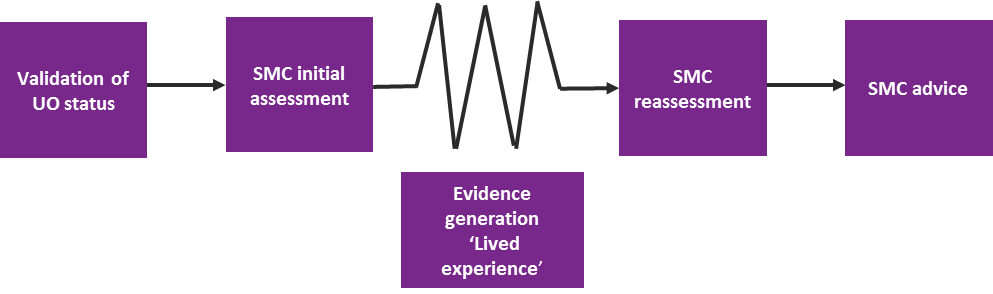 Validation of
UO status
SMC initial
assessment
Evidence
generation
‘Lived
experience’
SMC
reassessment
SMC advice